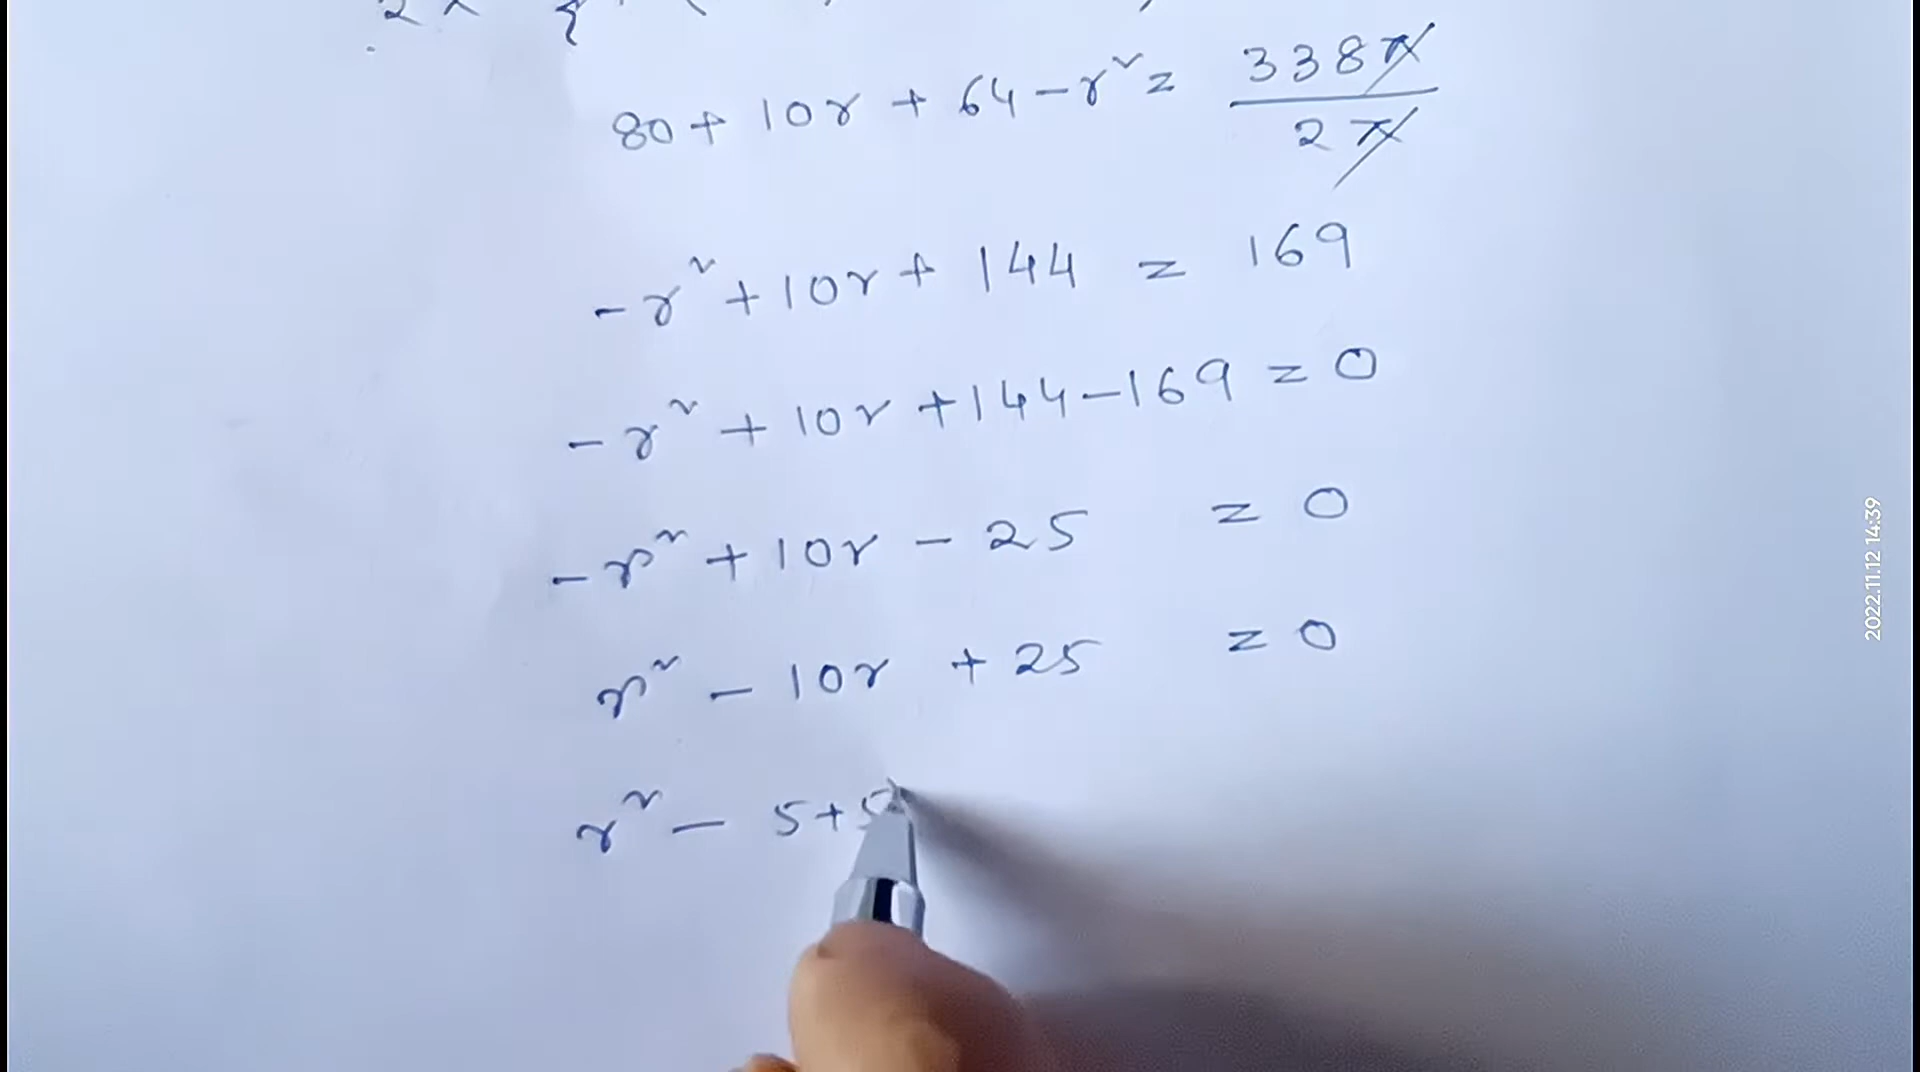 80 + 10r + 64 - r² = 338π / 2π
-r² + 10r + 144 = 169
-r² + 10r + 144 - 169 = 0
-r² + 10r - 25 = 0
r² - 10r + 25 = 0
r² - 5 + 5
2022.11.12 14:39